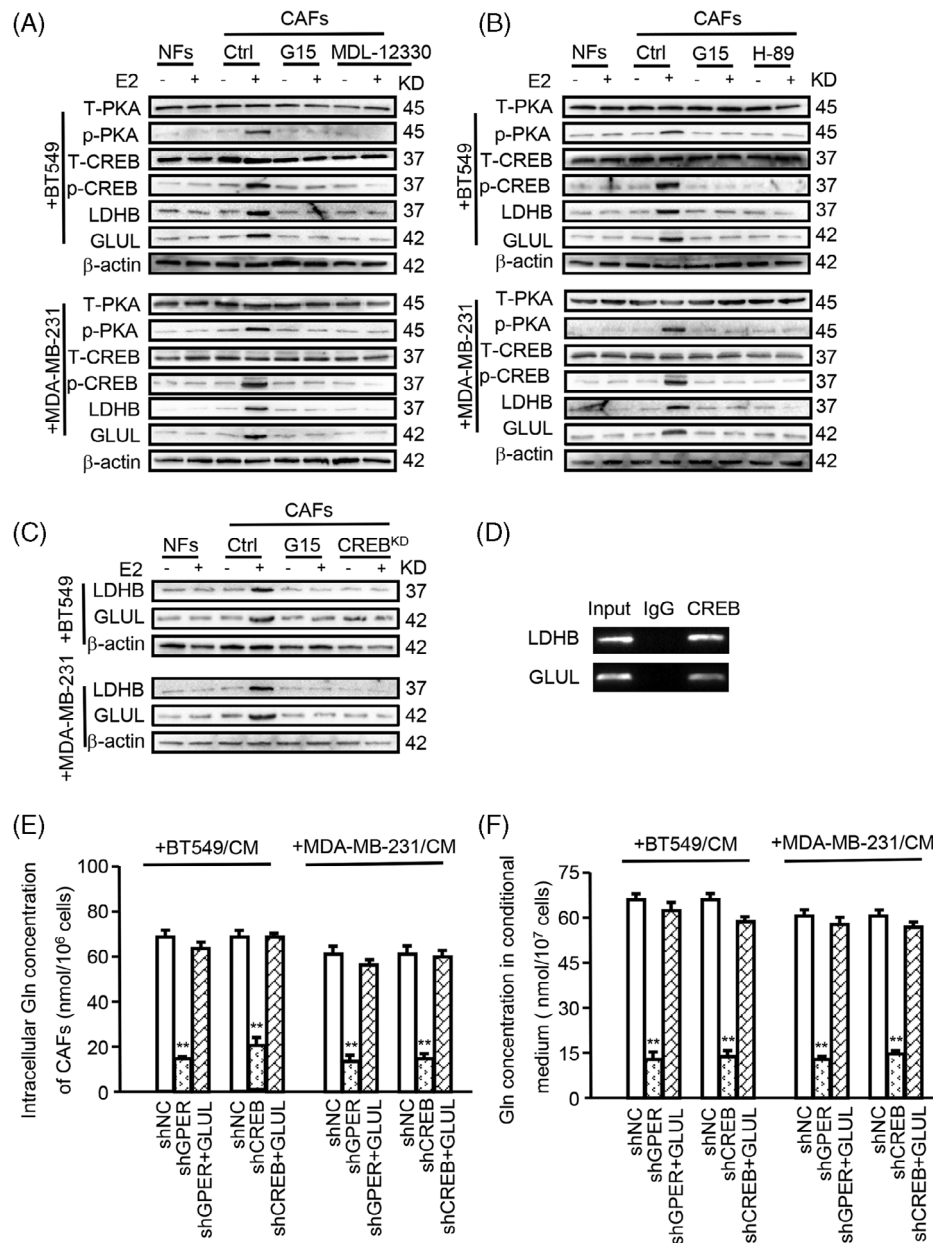 (A)
CAFs
NFs Ctrl G15 MDL-12330
E2 - + - + - + - + KD
+BT549
T-PKA 45
p-PKA 45
T-CREB 37
p-CREB 37
LDHB 37
GLUL 42
β-actin 42
+MDA-MB-231
T-PKA 45
p-PKA 45
T-CREB 37
p-CREB 37
LDHB 37
GLUL 42
β-actin 42
(B)
CAFs
NFs Ctrl G15 H-89
E2 - + - + - + - + KD
+BT549
T-PKA 45
p-PKA 45
T-CREB 37
p-CREB 37
LDHB 37
GLUL 42
β-actin 42
+MDA-MB-231
T-PKA 45
p-PKA 45
T-CREB 37
p-CREB 37
LDHB 37
GLUL 42
β-actin 42
(C)
CAFs
NFs Ctrl G15 CREBKD
E2 - + - + - + - + KD
+BT549
LDHB 37
GLUL 42
β-actin 42
+MDA-MB-231
LDHB 37
GLUL 42
β-actin 42
(D)
Input IgG CREB
LDHB
GLUL
(E)
+BT549/CM +MDA-MB-231/CM
Intracellular Gln concentration
of CAFs (nmol/10⁶ cells)
100
80
60
40
20
0
** ** ** **
shNC
shGPER
shGPER+GLUL
shNC
shCREB
shCREB+GLUL
shNC
shGPER
shGPER+GLUL
shNC
shCREB
shCREB+GLUL
(F)
+BT549/CM +MDA-MB-231/CM
Gln concentration in conditional
medium ( nmol/10⁷ cells)
75
60
45
30
15
0
** ** ** **
shNC
shGPER
shGPER+GLUL
shNC
shCREB
shCREB+GLUL
shNC
shGPER
shGPER+GLUL
shNC
shCREB
shCREB+GLUL